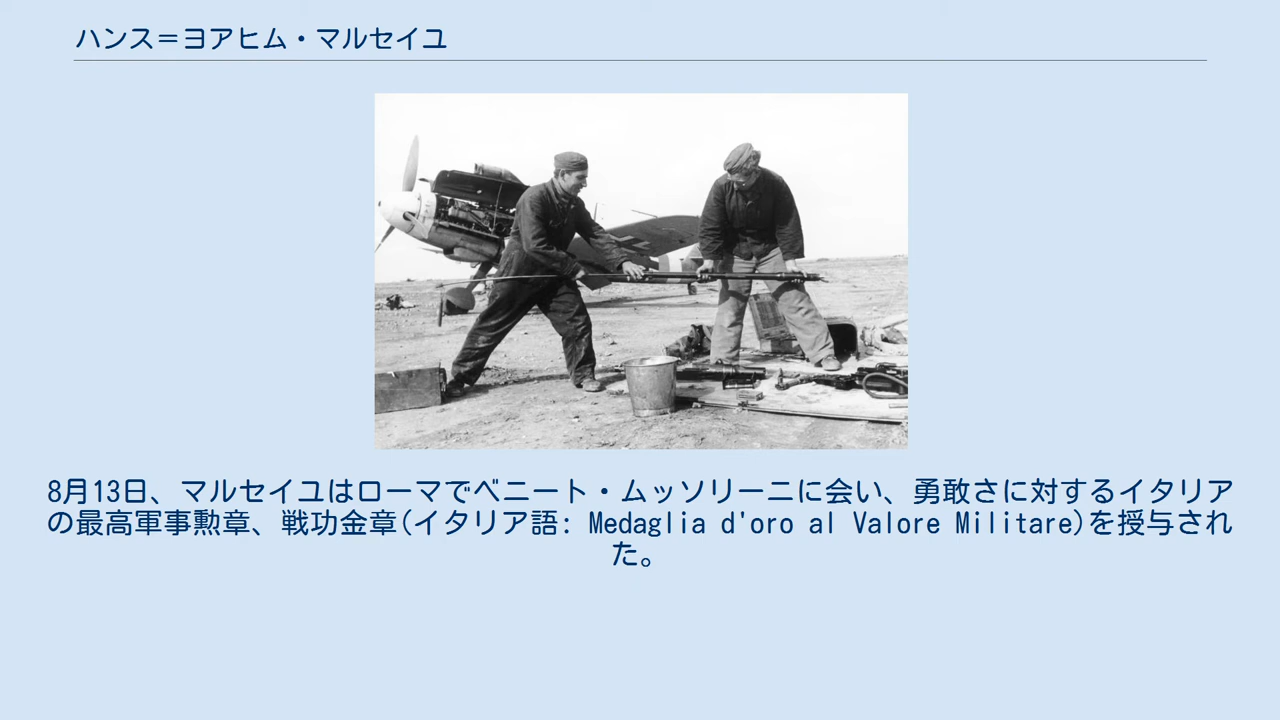 ハンス＝ヨアヒム・マルセイユ
8月13日、マルセイユはローマでベニート・ムッソリーニに会い、勇敢さに対するイタリア
の最高軍事勲章、戦功金章(イタリア語: Medaglia d'oro al Valore Militare)を授与され
た。